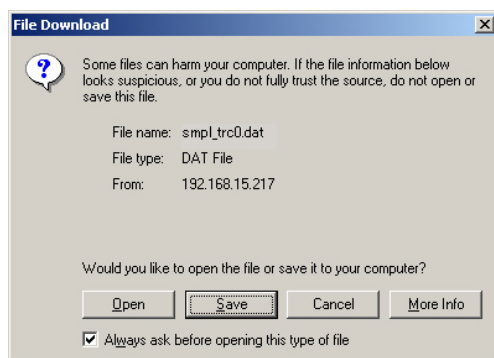 File Download
Some files can harm your computer. If the file information below
looks suspicious, or you do not fully trust the source, do not open or
save this file.
File name: smpl_trc0.dat
File type: DAT File
From: 192.168.15.217
Would you like to open the file or save it to your computer?
Open Save Cancel More Info
Always ask before opening this type of file